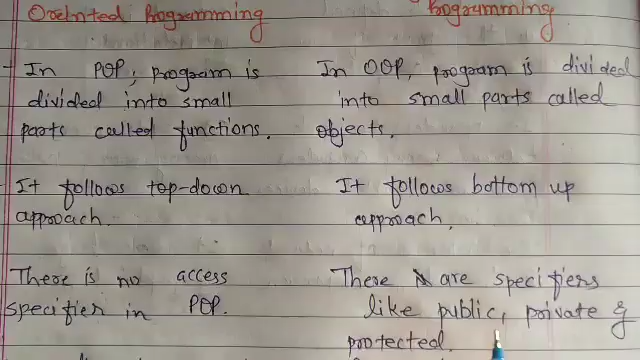 Oreinted Programming
Programming
In POP, program is
divided into small
parts called functions.
In OOP, program is divided
into small parts called
objects.
It follows top-down
approach.
It follows bottom up
approach.
There is no access
specifier in POP.
There are specifiers
like public, private &
protected.